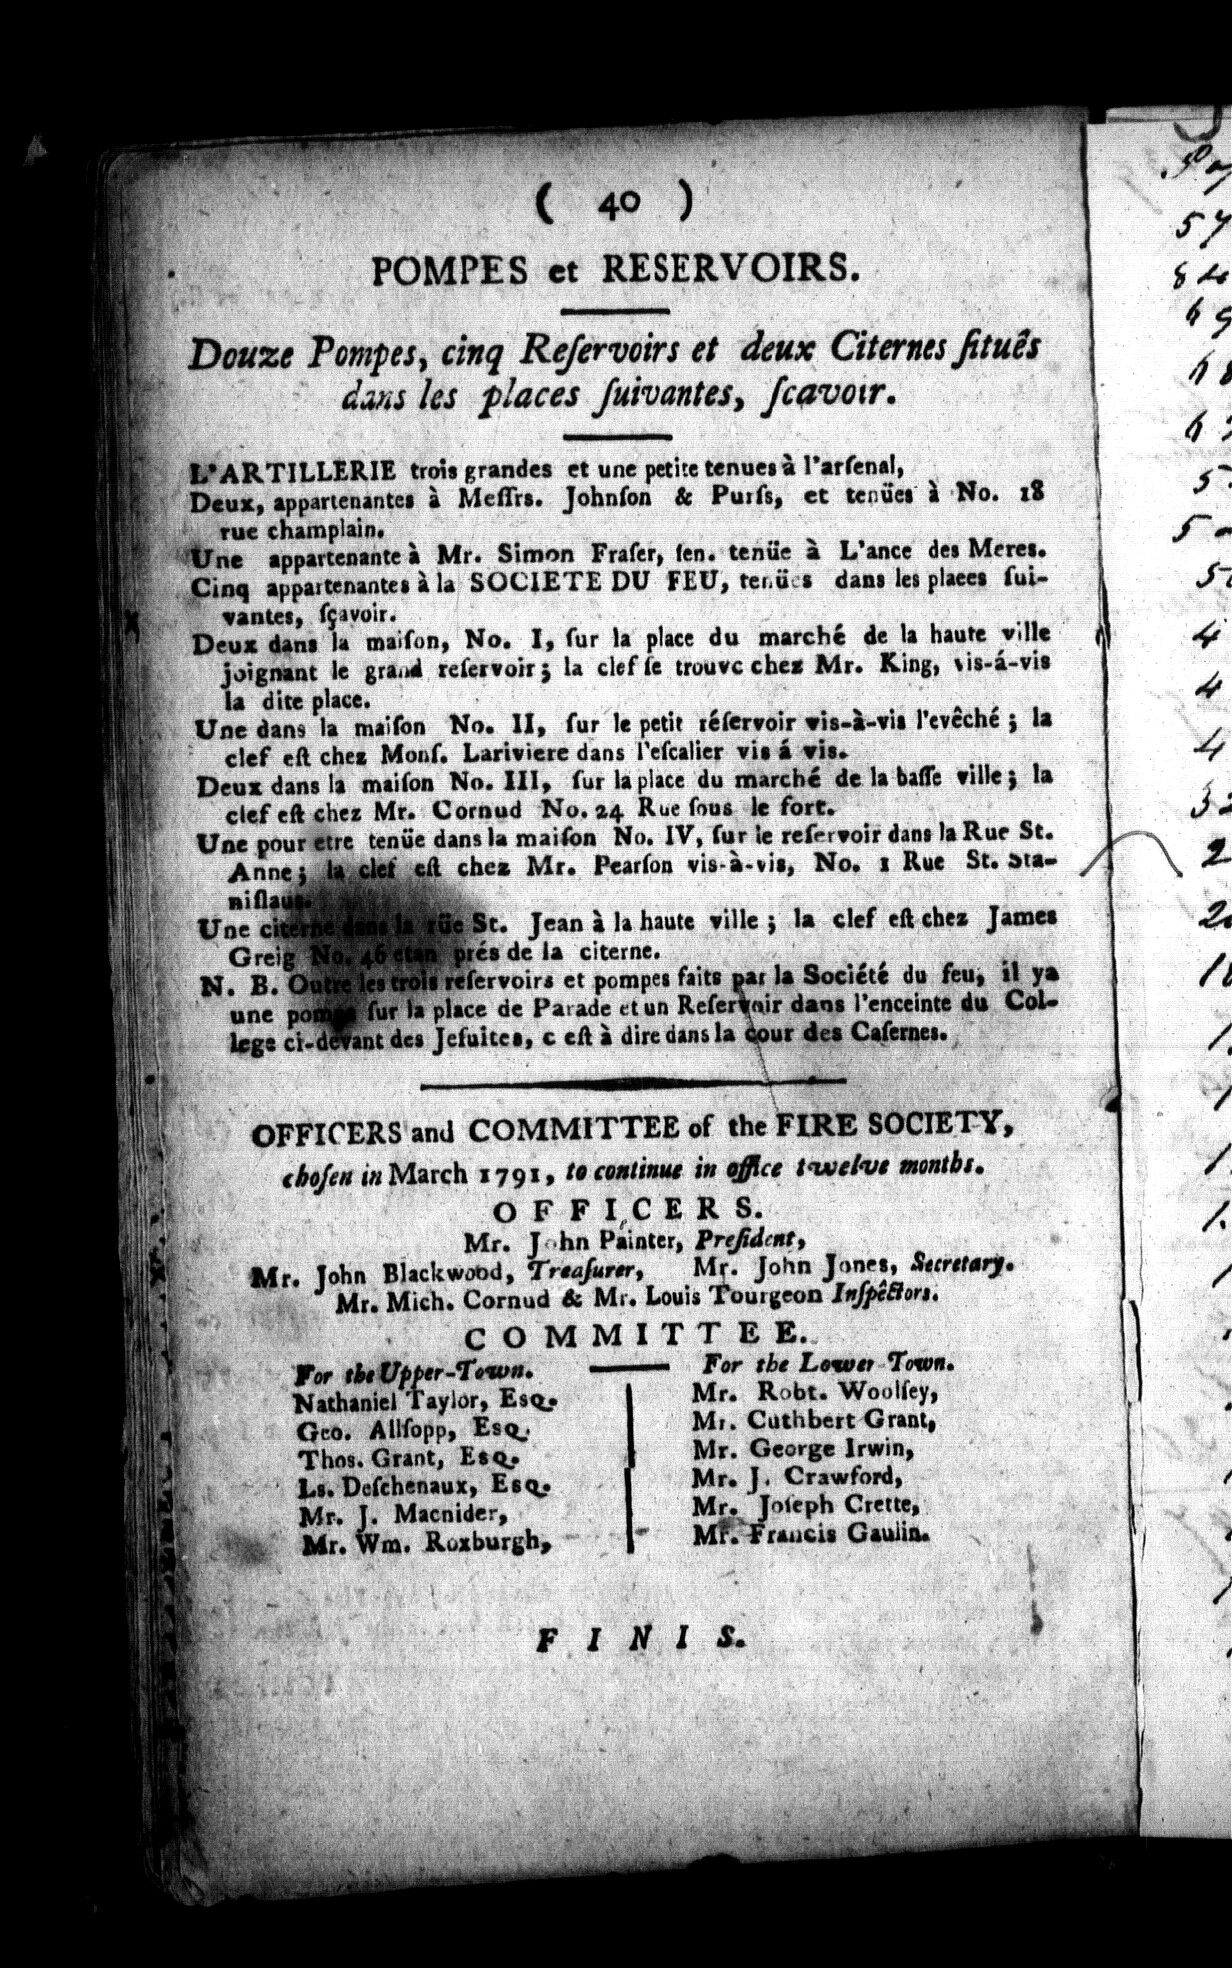 ( 40 )
POMPES et RESERVOIRS.
Douze Pompes, cinq Reſervoirs et deux Citernes ſituês
dans les places ſuivantes, ſcavoir.
L'ARTILLERIE trois grandes et une petite tenues à l'arſenal,
Deux, appartenantes à Meſſrs. Johnſon & Purſs, et tenües à No. 18
rue champlain.
Une appartenante à Mr. Simon Fraſer, ſen. tenüe à L'ance des Meres.
Cinq appartenantes à la SOCIETE DU FEU, tenües dans les plaees ſui-
vantes, ſçavoir.
Deux dans la maiſon, No. I, ſur la place du marché de la haute ville
joignant le grand reſervoir; la clef ſe trouve chez Mr. King, vis-á-vis
la dite place.
Une dans la maiſon No. II, ſur le petit réſervoir vis-à-vis l'evêché; la
clef eſt chez Monſ. Lariviere dans l'eſcalier vis á vis.
Deux dans la maiſon No. III, ſur la place du marché de la baſſe ville; la
clef eſt chez Mr. Cornud No. 24 Rue ſous le fort.
Une pour etre tenüe dans la maiſon No. IV, ſur le reſervoir dans la Rue St.
Anne; la clef eſt chez Mr. Pearſon vis-à-vis, No. 1 Rue St. Sta-
niſlaus.
Une citerne dans la rüe St. Jean à la haute ville; la clef eſt chez James
Greig No. 46 etan prés de la citerne.
N. B. Outre les trois reſervoirs et pompes faits par la Société du feu, il ya
une pompe ſur la place de Parade et un Reſervoir dans l'enceinte du Col-
lege ci-devant des Jeſuites, c eſt à dire dans la cour des Caſernes.
OFFICERS and COMMITTEE of the FIRE SOCIETY,
choſen in March 1791, to continue in office twelve months.
OFFICERS.
Mr. John Painter, Preſident,
Mr. John Blackwood, Treaſurer, Mr. John Jones, Secretary.
Mr. Mich. Cornud & Mr. Louis Tourgeon Inſpêctors.
COMMITTEE.
For the Upper-Town.
Nathaniel Taylor, Esq.
Geo. Allſopp, Esq.
Thos. Grant, Esq.
Ls. Deſchenaux, Esq.
Mr. J. Macnider,
Mr. Wm. Roxburgh,
For the Lower Town.
Mr. Robt. Woolſey,
Mr. Cuthbert Grant,
Mr. George Irwin,
Mr. J. Crawford,
Mr. Joſeph Crette,
Mr. Francis Gaulin.
FINIS.